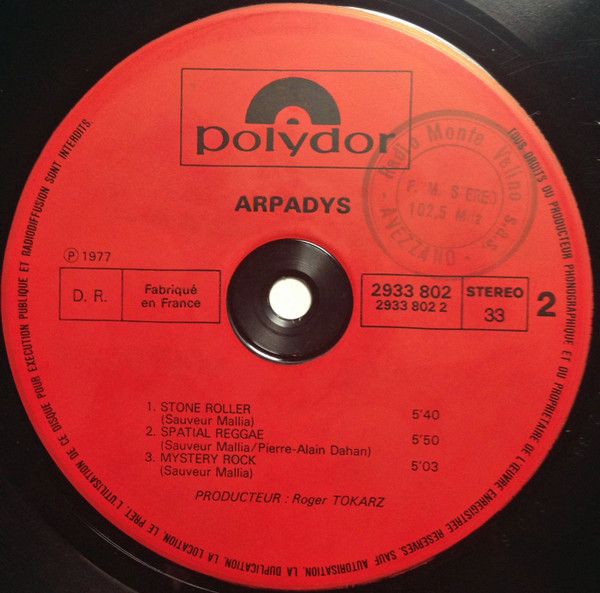 polydor
ARPADYS
Radio Monte Velino s.a.s.
F. M. STEREO
102,5 MHz
- AVEZZANO -
Ⓟ 1977
D. R.
Fabriqué
en France
2933 802
2933 802 2
STEREO
33
2
1. STONE ROLLER 5'40
(Sauveur Mallia)
2. SPATIAL REGGAE 5'50
(Sauveur Mallia/Pierre-Alain Dahan)
3. MYSTERY ROCK 5'03
(Sauveur Mallia)
PRODUCTEUR : Roger TOKARZ
TOUS DROITS DU PRODUCTEUR PHONOGRAPHIQUE ET DU PROPRIETAIRE DE L'ŒUVRE ENREGISTREE RESERVES. SAUF AUTORISATION, LA DUPLICATION, LA LOCATION, LE PRET, L'UTILISATION DE CE DISQUE POUR EXECUTION PUBLIQUE ET RADIODIFFUSION SONT INTERDITS.